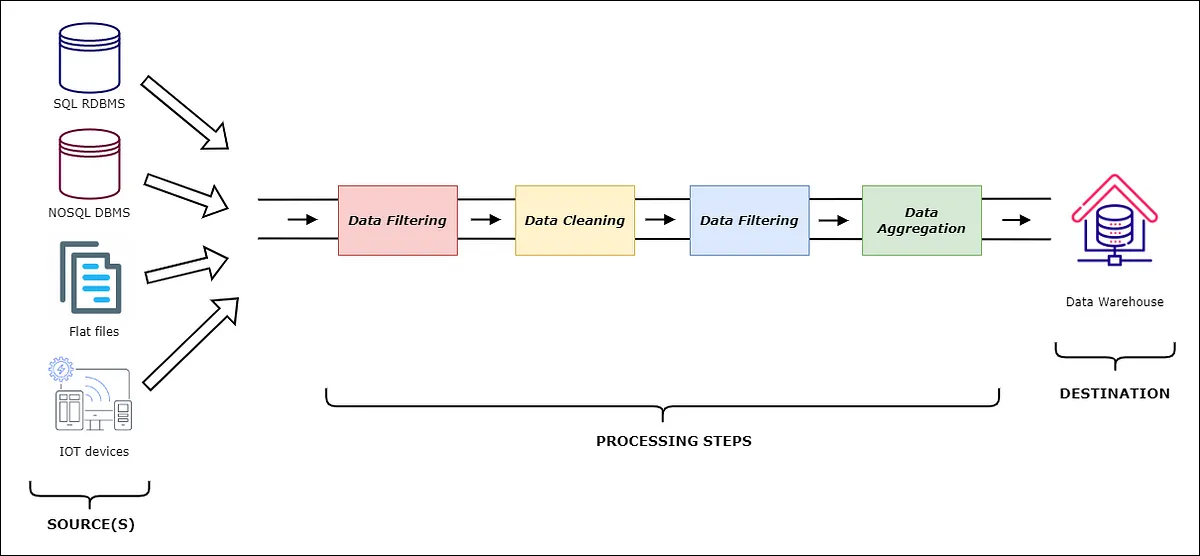 SQL RDBMS
NOSQL DBMS
Flat files
IOT devices
SOURCE(S)
Data Filtering
Data Cleaning
Data Filtering
Data
Aggregation
PROCESSING STEPS
Data Warehouse
DESTINATION